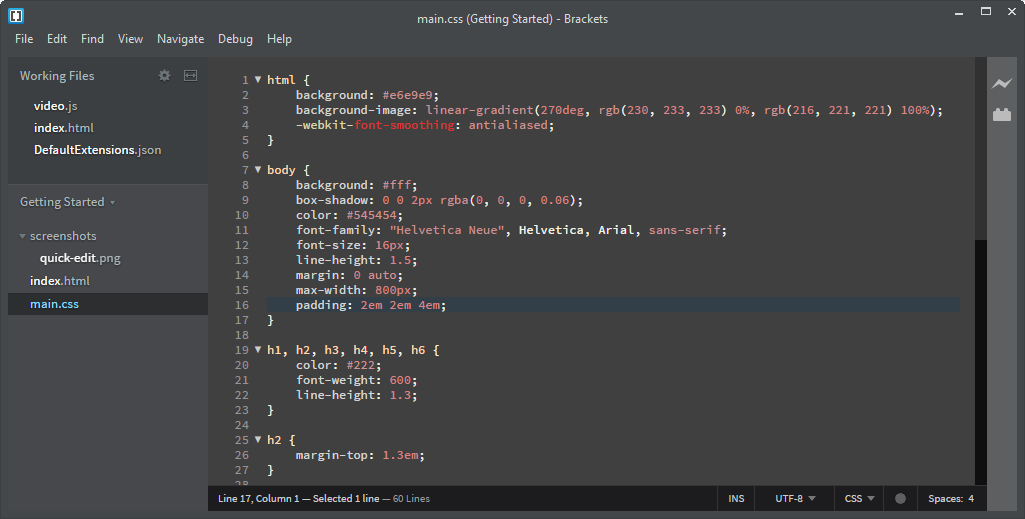 main.css (Getting Started) - Brackets
File Edit Find View Navigate Debug Help
Working Files
video.js
index.html
DefaultExtensions.json
Getting Started
screenshots
quick-edit.png
index.html
main.css
1 html {
2 background: #e6e9e9;
3 background-image: linear-gradient(270deg, rgb(230, 233, 233) 0%, rgb(216, 221, 221) 100%);
4 -webkit-font-smoothing: antialiased;
5 }
6
7 body {
8 background: #fff;
9 box-shadow: 0 0 2px rgba(0, 0, 0, 0.06);
10 color: #545454;
11 font-family: "Helvetica Neue", Helvetica, Arial, sans-serif;
12 font-size: 16px;
13 line-height: 1.5;
14 margin: 0 auto;
15 max-width: 800px;
16 padding: 2em 2em 4em;
17 }
18
19 h1, h2, h3, h4, h5, h6 {
20 color: #222;
21 font-weight: 600;
22 line-height: 1.3;
23 }
24
25 h2 {
26 margin-top: 1.3em;
27 }
28
Line 17, Column 1 — Selected 1 line — 60 Lines INS UTF-8 CSS Spaces: 4